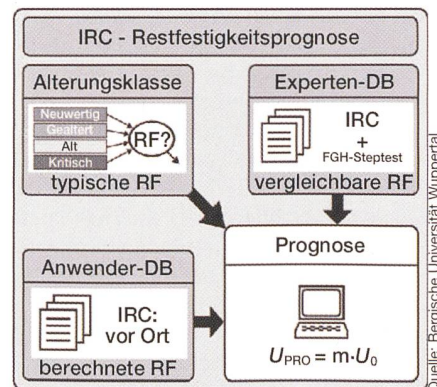 IRC - Restfestigkeitsprognose
Alterungsklasse
Neuwertig
Gealtert
Alt
Kritisch
RF?
typische RF
Experten-DB
IRC
+
FGH-Steptest
vergleichbare RF
Anwender-DB
IRC:
vor Ort
berechnete RF
Prognose
U_PRO = m·U_0
Quelle: Bergische Universität Wuppertal